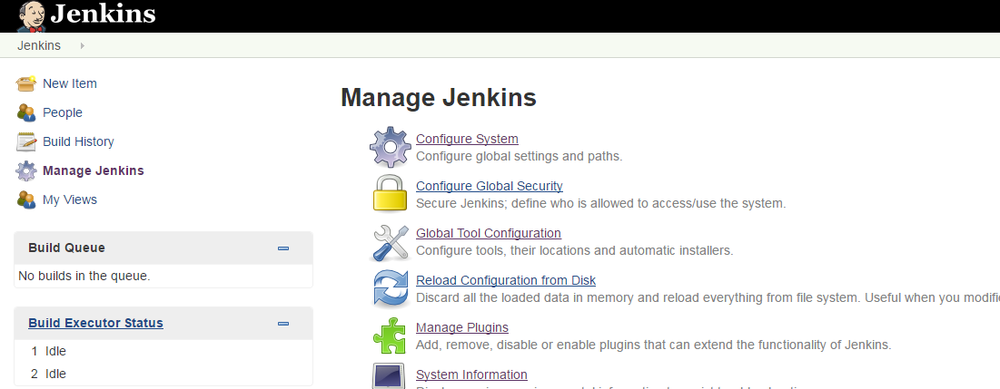 Jenkins
Jenkins
New Item
People
Build History
Manage Jenkins
My Views
Build Queue
No builds in the queue.
Build Executor Status
1 Idle
2 Idle
Manage Jenkins
Configure System
Configure global settings and paths.
Configure Global Security
Secure Jenkins; define who is allowed to access/use the system.
Global Tool Configuration
Configure tools, their locations and automatic installers.
Reload Configuration from Disk
Discard all the loaded data in memory and reload everything from file system. Useful when you modifi
Manage Plugins
Add, remove, disable or enable plugins that can extend the functionality of Jenkins.
System Information